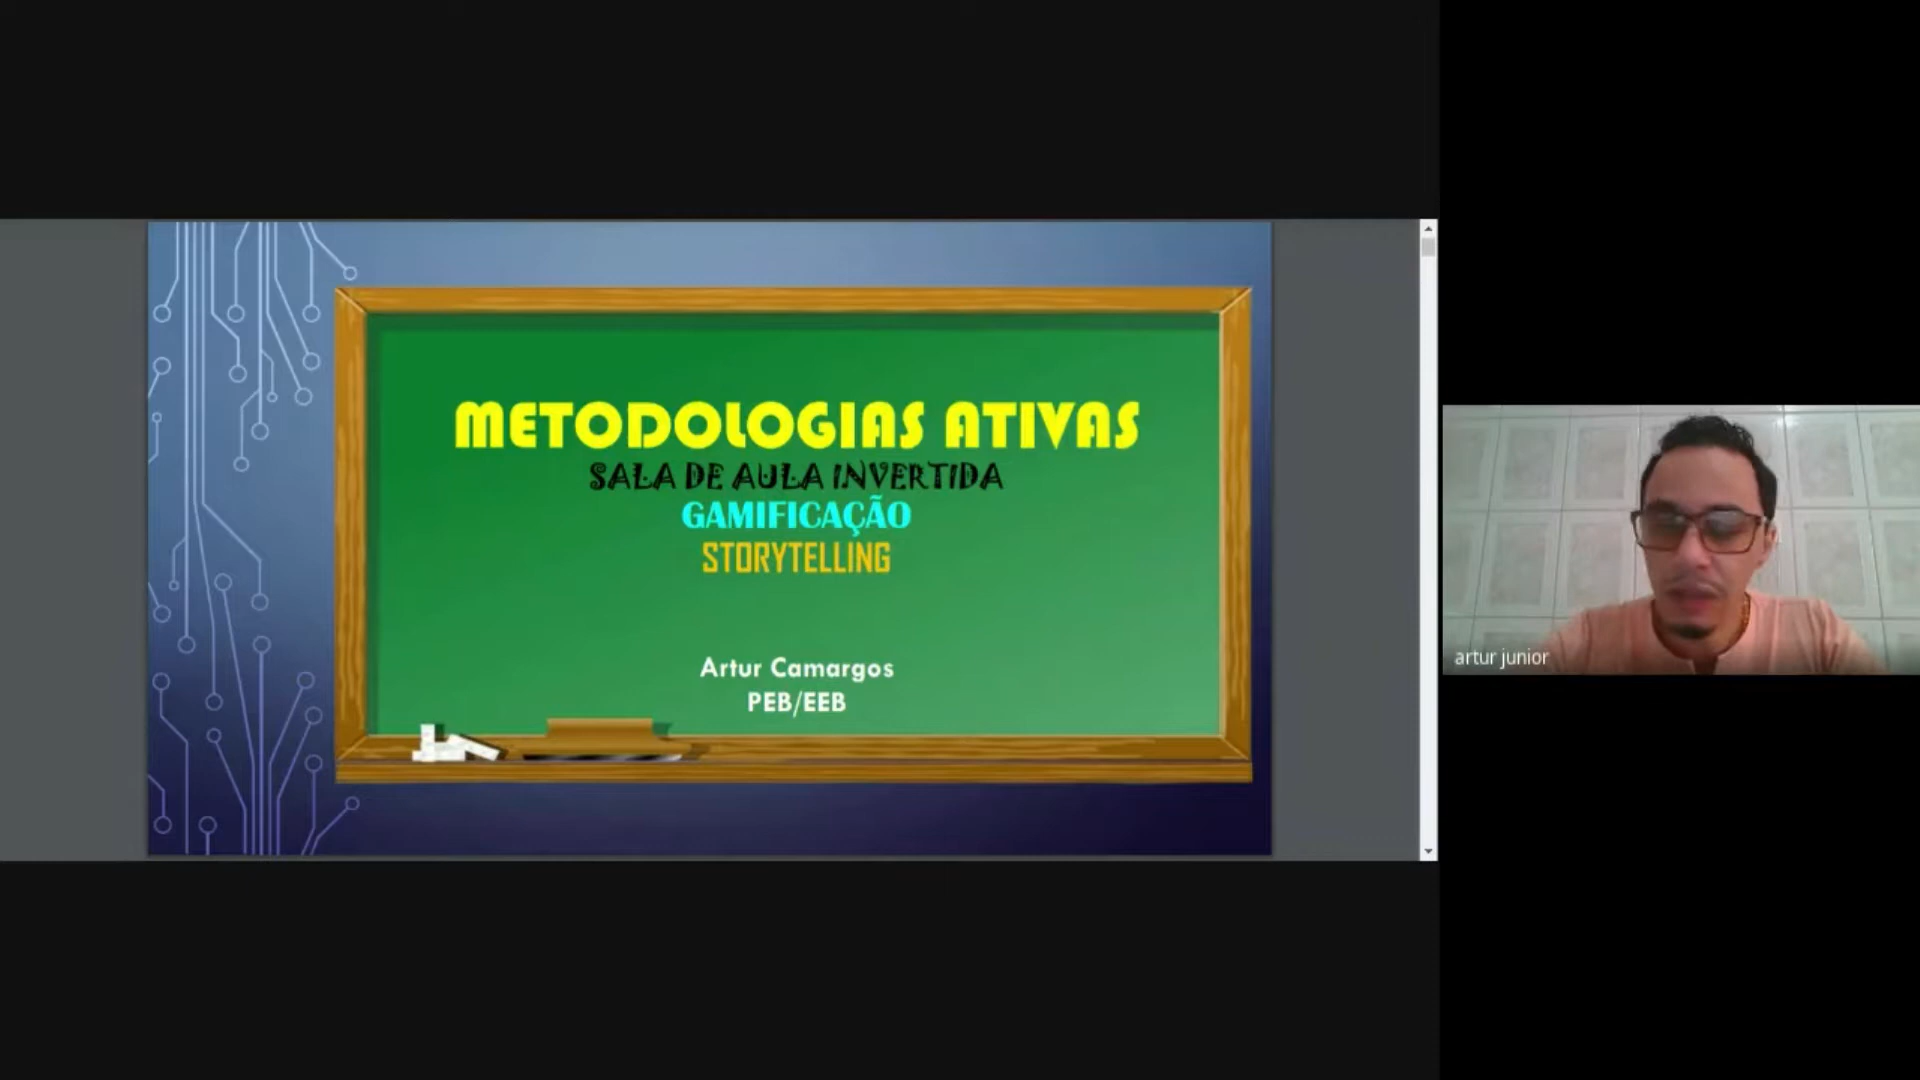 METODOLOGIAS ATIVAS
SALA DE AULA INVERTIDA
GAMIFICAÇÃO
STORYTELLING
Artur Camargos
PEB/EEB
artur junior